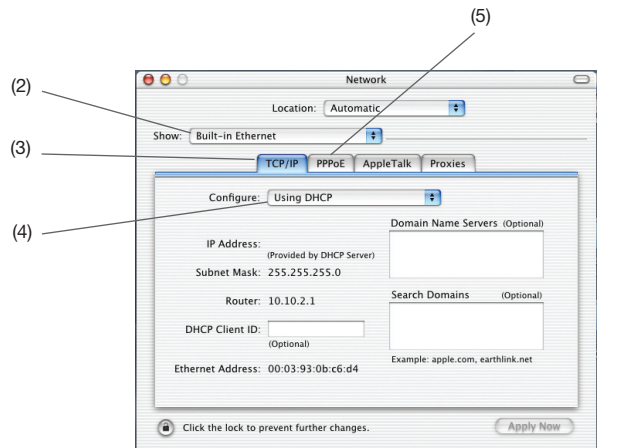 (5)
(2)
(3)
(4)
Network
Location: Automatic
Show: Built-in Ethernet
TCP/IP PPPoE AppleTalk Proxies
Configure: Using DHCP
Domain Name Servers (Optional)
IP Address:
(Provided by DHCP Server)
Subnet Mask: 255.255.255.0
Router: 10.10.2.1
Search Domains (Optional)
DHCP Client ID:
(Optional)
Example: apple.com, earthlink.net
Ethernet Address: 00:03:93:0b:c6:d4
Click the lock to prevent further changes.
Apply Now